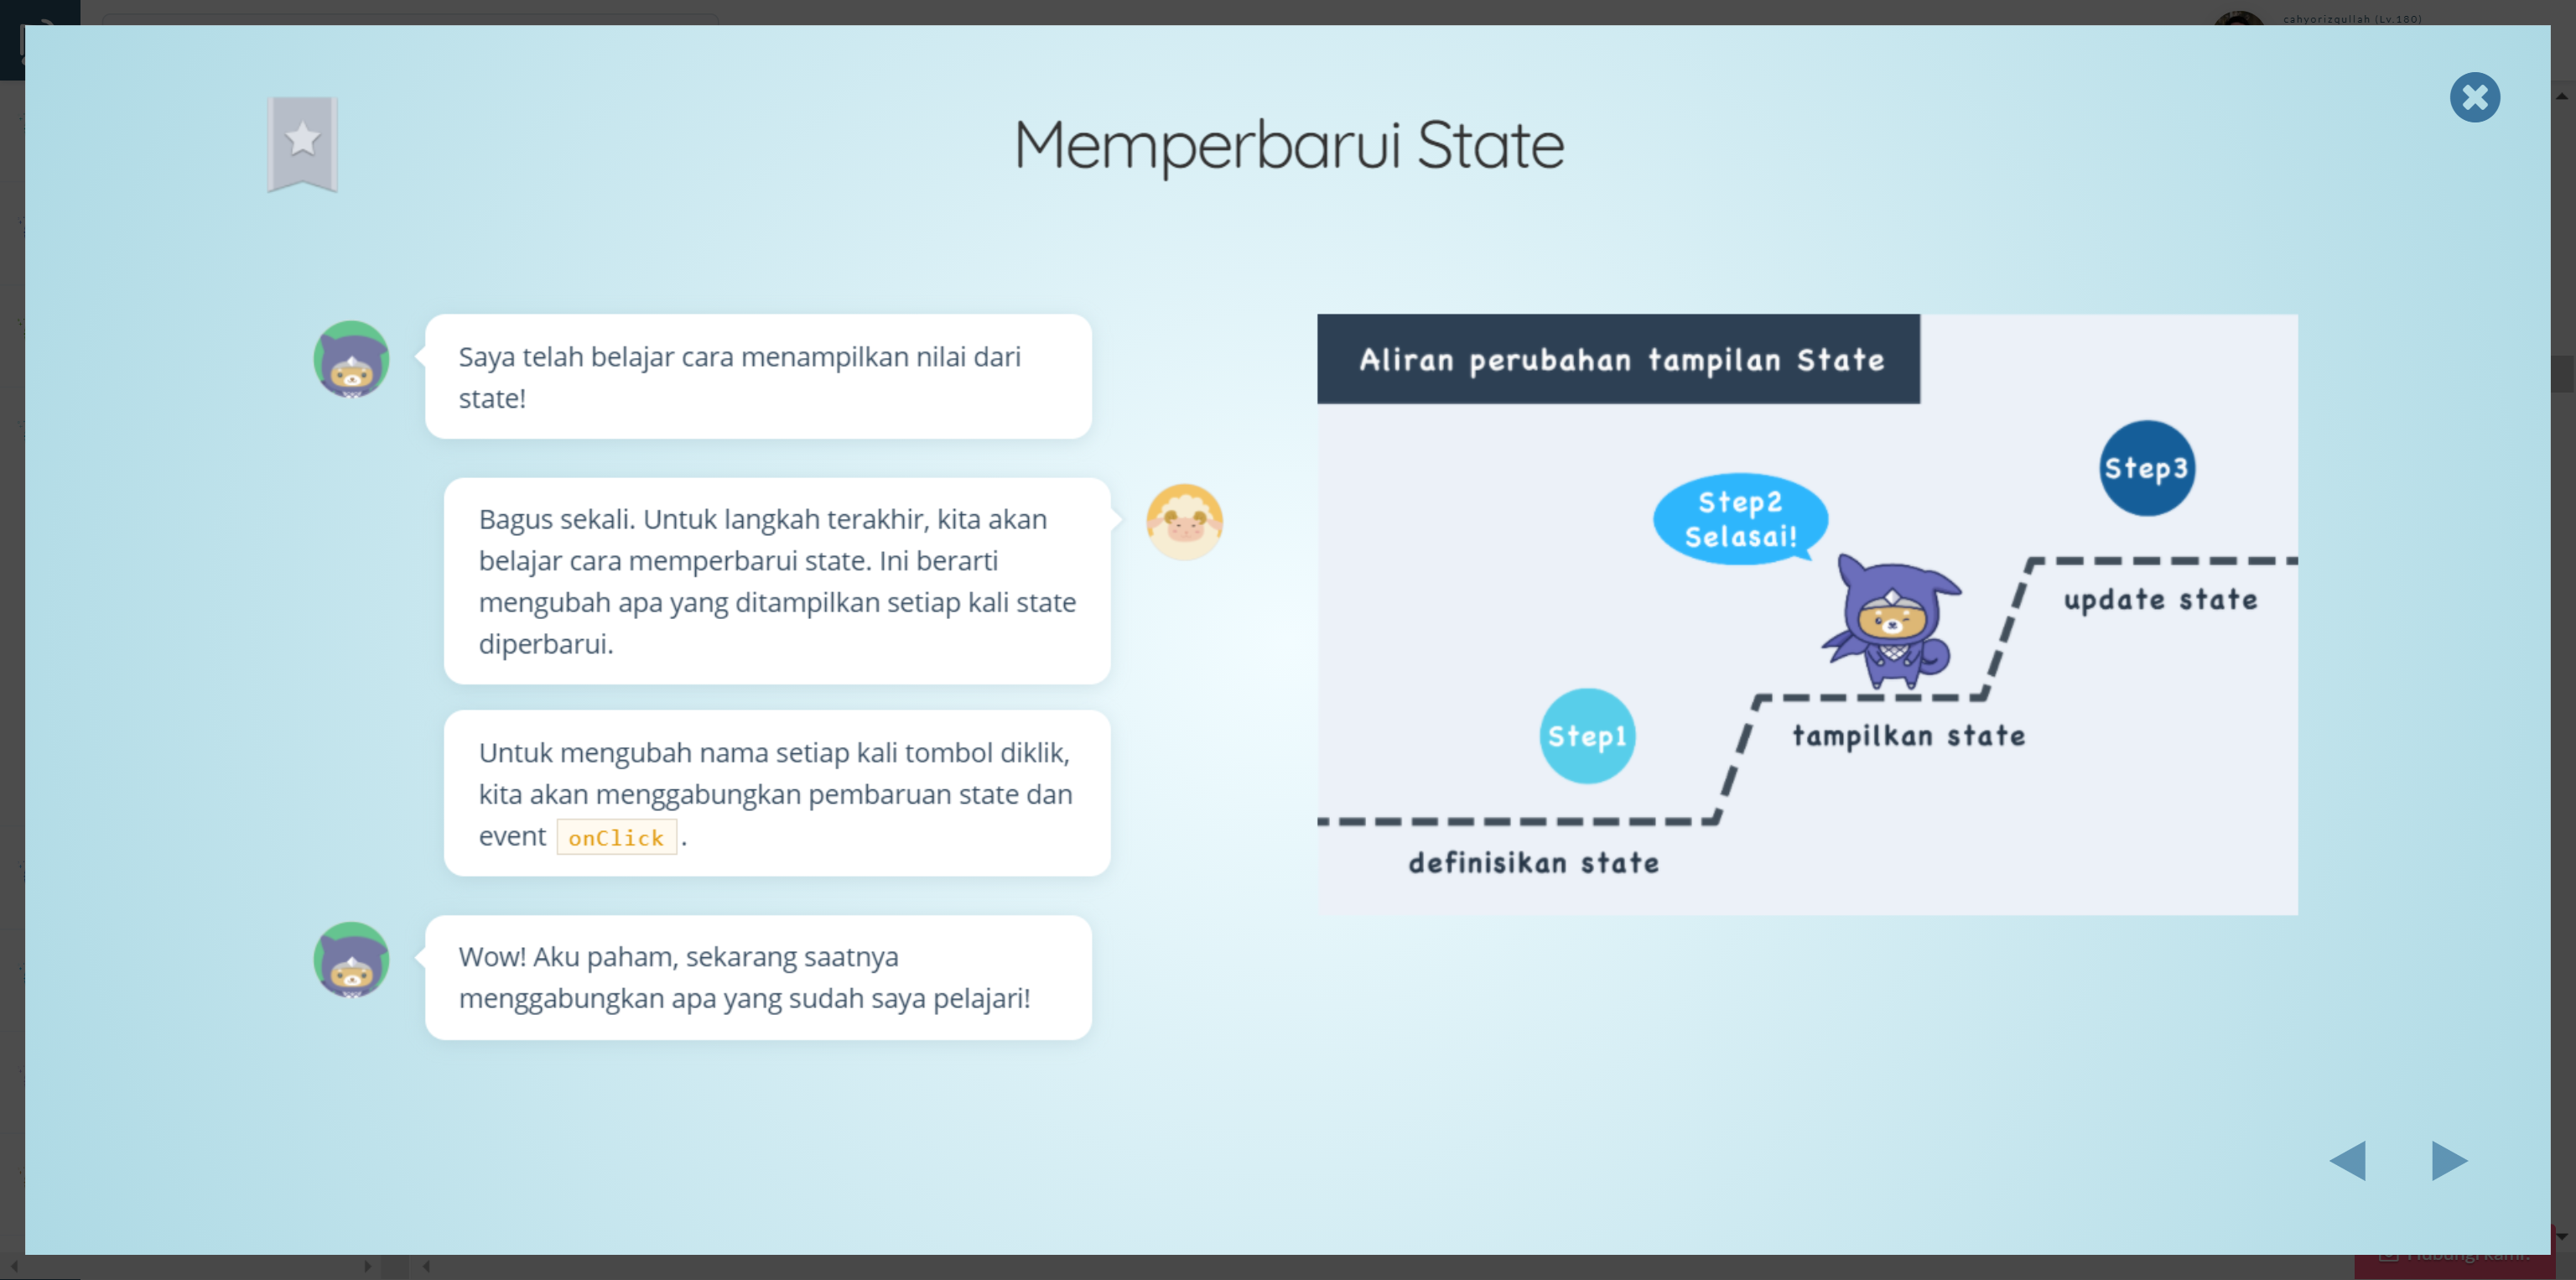 cahyorizqullah (Lv.180)
Memperbarui State
Saya telah belajar cara menampilkan nilai dari
state!
Bagus sekali. Untuk langkah terakhir, kita akan
belajar cara memperbarui state. Ini berarti
mengubah apa yang ditampilkan setiap kali state
diperbarui.
Untuk mengubah nama setiap kali tombol diklik,
kita akan menggabungkan pembaruan state dan
event onClick.
Wow! Aku paham, sekarang saatnya
menggabungkan apa yang sudah saya pelajari!
Aliran perubahan tampilan State
Step3
Step2
Selasai!
update state
Step1
tampilkan state
definisikan state
Hubungi kami!